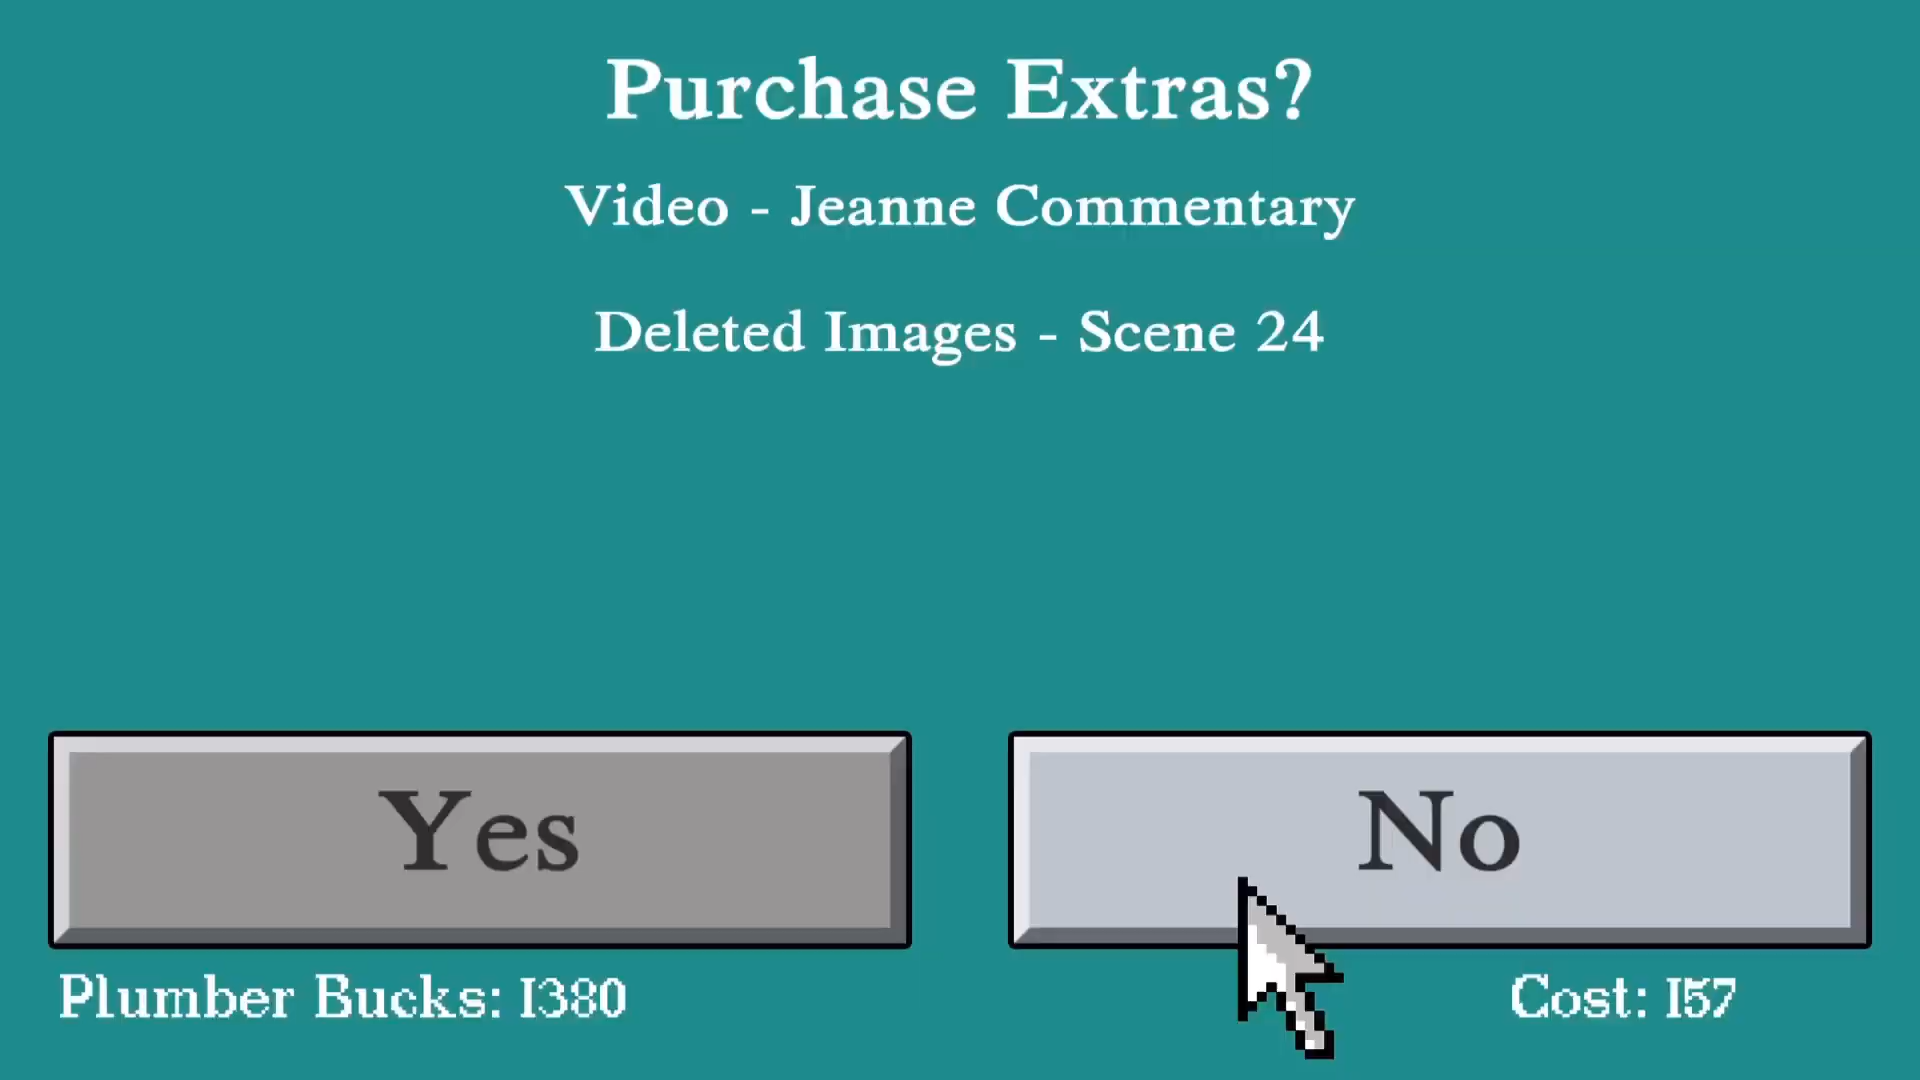 Purchase Extras?
Video - Jeanne Commentary
Deleted Images - Scene 24
Yes
No
Plumber Bucks: 1380
Cost: 157